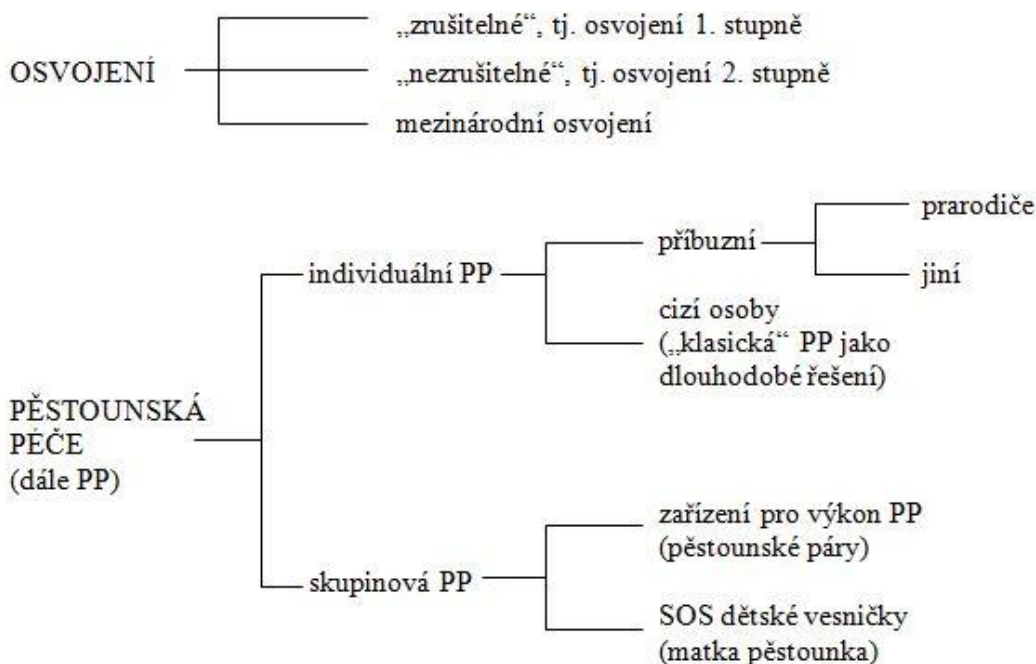 OSVOJENÍ
„zrušitelné“, tj. osvojení 1. stupně
„nezrušitelné“, tj. osvojení 2. stupně
mezinárodní osvojení
PĚSTOUNSKÁ
PÉČE
(dále PP)
individuální PP
příbuzní
prarodiče
jiní
cizí osoby
(„klasická“ PP jako
dlouhodobé řešení)
skupinová PP
zařízení pro výkon PP
(pěstounské páry)
SOS dětské vesničky
(matka pěstounka)